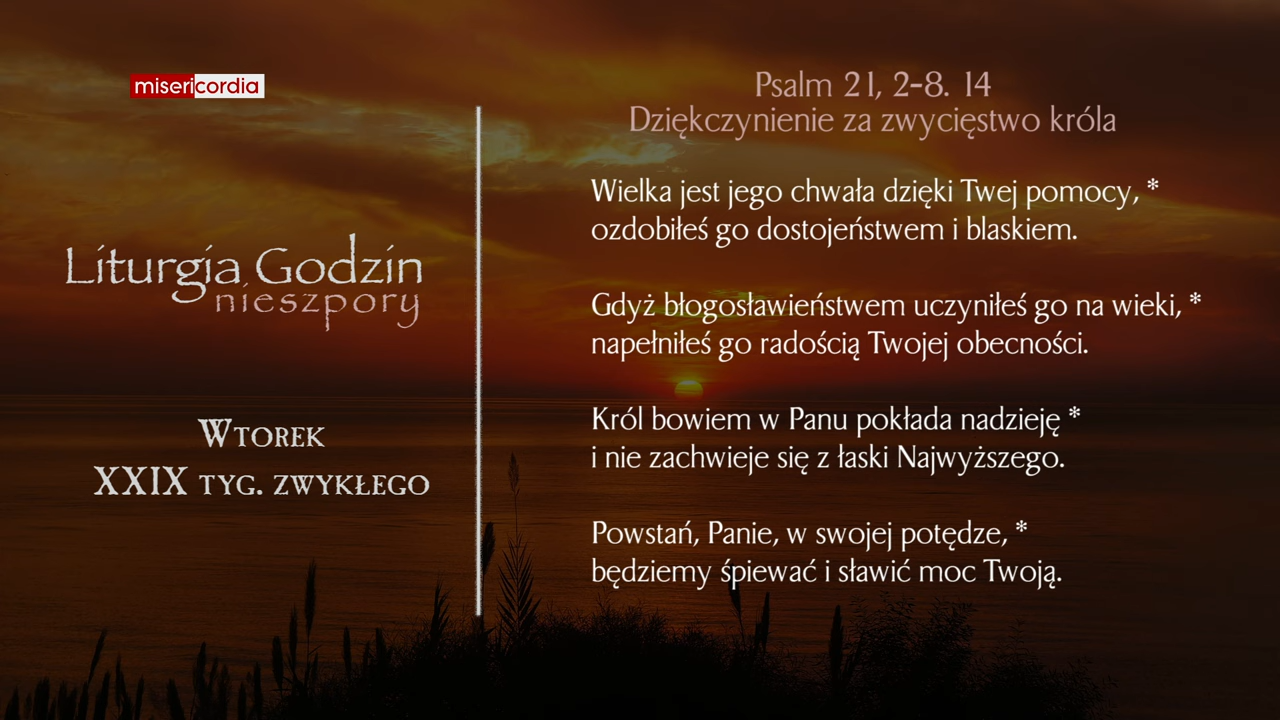 misericordia
Liturgia Godzin
nieszpory
Wtorek
XXIX tyg. zwykłego
Psalm 21, 2-8. 14
Dziękczynienie za zwycięstwo króla
Wielka jest jego chwała dzięki Twej pomocy, *
ozdobiłeś go dostojeństwem i blaskiem.
Gdyż błogosławieństwem uczyniłeś go na wieki, *
napełniłeś go radością Twojej obecności.
Król bowiem w Panu pokłada nadzieję *
i nie zachwieje się z łaski Najwyższego.
Powstań, Panie, w swojej potędze, *
będziemy śpiewać i sławić moc Twoją.